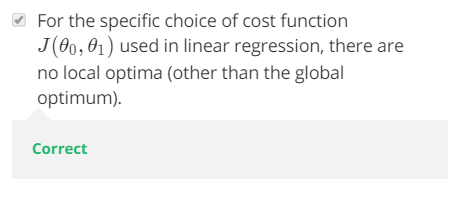 For the specific choice of cost function
J(θ₀, θ₁) used in linear regression, there are
no local optima (other than the global
optimum).
Correct